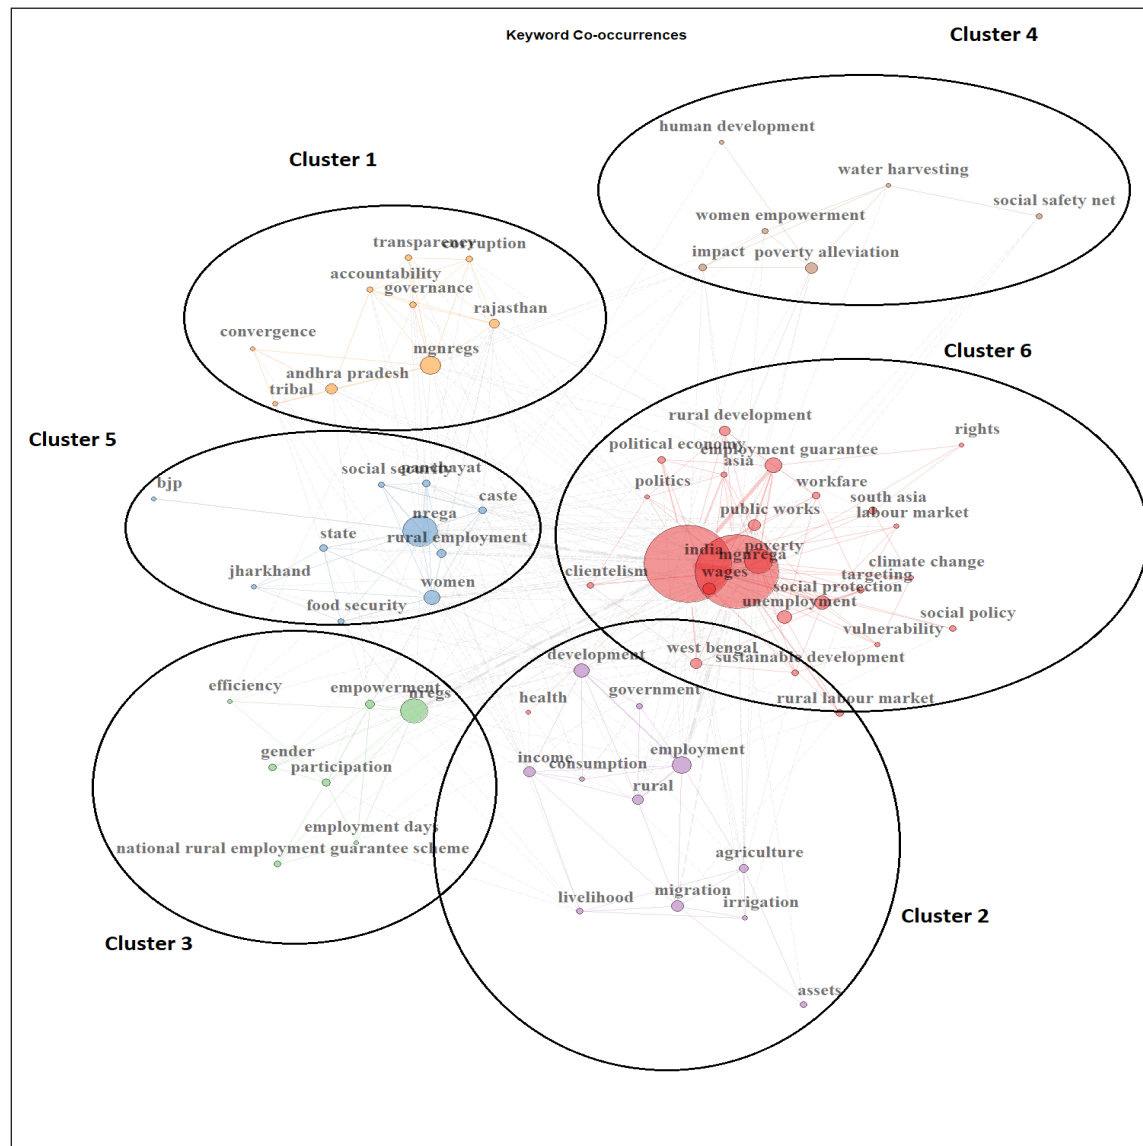 Keyword Co-occurrences
Cluster 4
human development
water harvesting
social safety net
women empowerment
impact
poverty alleviation
Cluster 1
transparency
corruption
accountability
governance
rajasthan
convergence
mgnregs
andhra pradesh
tribal
Cluster 6
rural development
rights
political economy
employment guarantee
asia
politics
workfare
south asia
public works
labour market
india
poverty
mgnrega
clientelism
wages
climate change
targeting
social protection
unemployment
social policy
vulnerability
west bengal
sustainable development
rural labour market
Cluster 5
bjp
social security
panchayat
caste
nrega
state
rural employment
jharkhand
women
food security
Cluster 3
efficiency
empowerment
nregs
gender
participation
employment days
national rural employment guarantee scheme
Cluster 2
development
health
government
income
consumption
employment
rural
agriculture
livelihood
migration
irrigation
assets